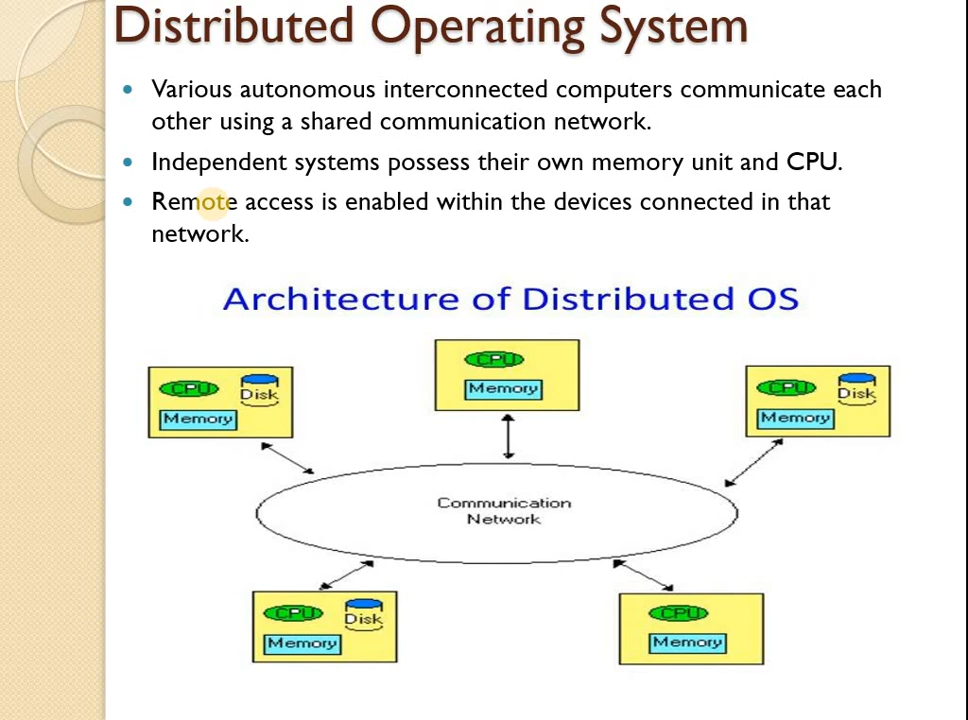 Distributed Operating System
• Various autonomous interconnected computers communicate each
other using a shared communication network.
• Independent systems possess their own memory unit and CPU.
• Remote access is enabled within the devices connected in that
network.
Architecture of Distributed OS
CPU
Memory
CPU
Disk
Memory
CPU
Disk
Memory
Communication
Network
CPU
Disk
Memory
CPU
Memory